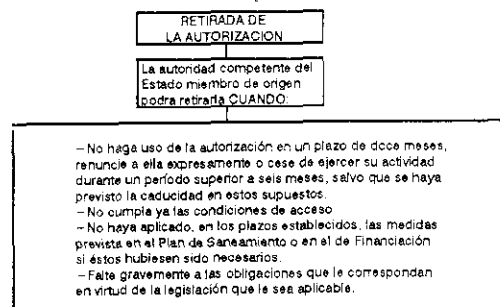 RETIRADA DE
LA AUTORIZACION
La autoridad competente del
Estado miembro de origen
podra retirarla CUANDO:
– No haga uso de la autorización en un plazo de doce meses,
renuncie a ella expresamente o cese de ejercer su actividad
durante un período superior a seis meses, salvo que se haya
previsto la caducidad en estos supuestos.
– No cumpla ya las condiciones de acceso
– No haya aplicado, en los plazos establecidos, las medidas
prevista en el Plan de Saneamiento o en el de Financiación
si éstos hubiesen sido necesarios.
– Falte gravemente a las obligaciones que le correspondan
en virtud de la legislación que le sea aplicable.